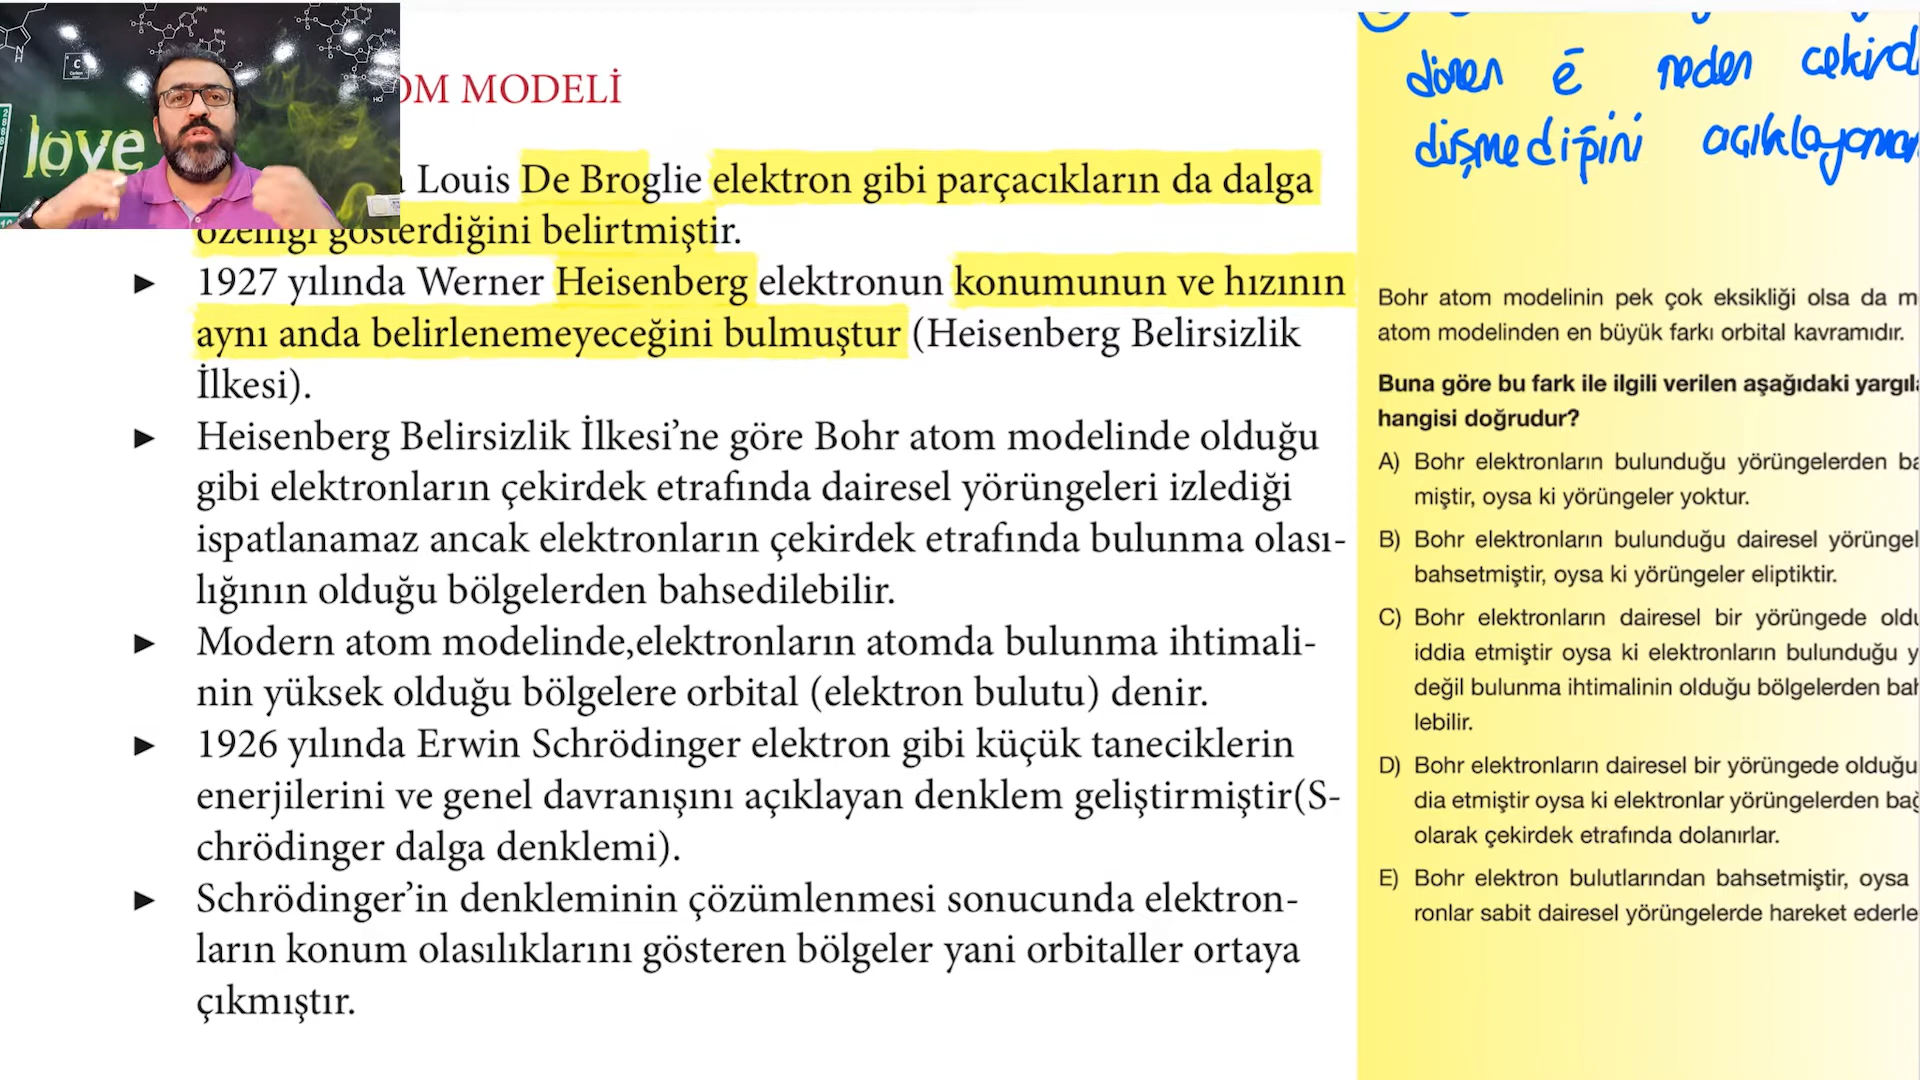 love
C
OM MODELİ
Louis De Broglie elektron gibi parçacıkların da dalga
özelliği gösterdiğini belirtmiştir.
► 1927 yılında Werner Heisenberg elektronun konumunun ve hızının
aynı anda belirlenemeyeceğini bulmuştur (Heisenberg Belirsizlik
İlkesi).
► Heisenberg Belirsizlik İlkesi’ne göre Bohr atom modelinde olduğu
gibi elektronların çekirdek etrafında dairesel yörüngeleri izlediği
ispatlanamaz ancak elektronların çekirdek etrafında bulunma olası-
lığının olduğu bölgelerden bahsedilebilir.
► Modern atom modelinde,elektronların atomda bulunma ihtimali-
nin yüksek olduğu bölgelere orbital (elektron bulutu) denir.
► 1926 yılında Erwin Schrödinger elektron gibi küçük taneciklerin
enerjilerini ve genel davranışını açıklayan denklem geliştirmiştir(S-
chrödinger dalga denklemi).
► Schrödinger’in denkleminin çözümlenmesi sonucunda elektron-
ların konum olasılıklarını gösteren bölgeler yani orbitaller ortaya
çıkmıştır.
dönen ē neden çekird
düşmediğini açıklayamam
Bohr atom modelinin pek çok eksikliği olsa da m
atom modelinden en büyük farkı orbital kavramıdır.
Buna göre bu fark ile ilgili verilen aşağıdaki yargıla
hangisi doğrudur?
A) Bohr elektronların bulunduğu yörüngelerden ba
miştir, oysa ki yörüngeler yoktur.
B) Bohr elektronların bulunduğu dairesel yörüngel
bahsetmiştir, oysa ki yörüngeler eliptiktir.
C) Bohr elektronların dairesel bir yörüngede oldu
iddia etmiştir oysa ki elektronların bulunduğu y
değil bulunma ihtimalinin olduğu bölgelerden bah
lebilir.
D) Bohr elektronların dairesel bir yörüngede olduğu
dia etmiştir oysa ki elektronlar yörüngelerden bağ
olarak çekirdek etrafında dolanırlar.
E) Bohr elektron bulutlarından bahsetmiştir, oysa
ronlar sabit dairesel yörüngelerde hareket ederle